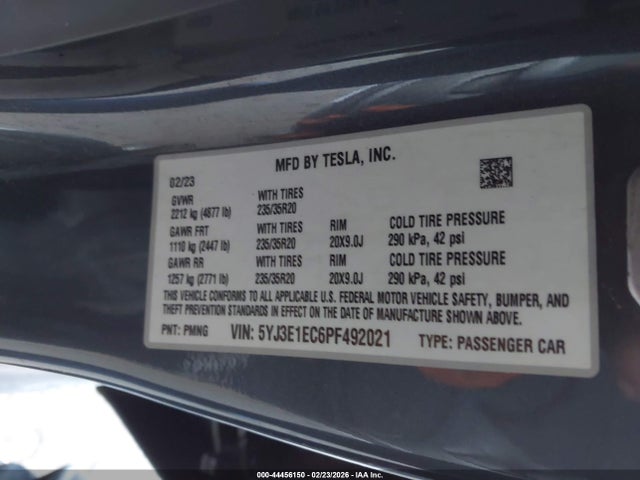 MFD BY TESLA, INC.
02/23
GVWR WITH TIRES
2212 kg (4877 lb) 235/35R20
GAWR FRT WITH TIRES RIM COLD TIRE PRESSURE
1110 kg (2447 lb) 235/35R20 20X9.0J 290 kPa, 42 psi
GAWR RR WITH TIRES RIM COLD TIRE PRESSURE
1257 kg (2771 lb) 235/35R20 20X9.0J 290 kPa, 42 psi
THIS VEHICLE CONFORMS TO ALL APPLICABLE U.S. FEDERAL MOTOR VEHICLE SAFETY, BUMPER, AND
THEFT PREVENTION STANDARDS IN EFFECT ON THE DATE OF MANUFACTURE SHOWN ABOVE.
PNT: PMNG VIN: 5YJ3E1EC6PF492021 TYPE: PASSENGER CAR
000-44456150 - 02/23/2026 - IAAI.COM